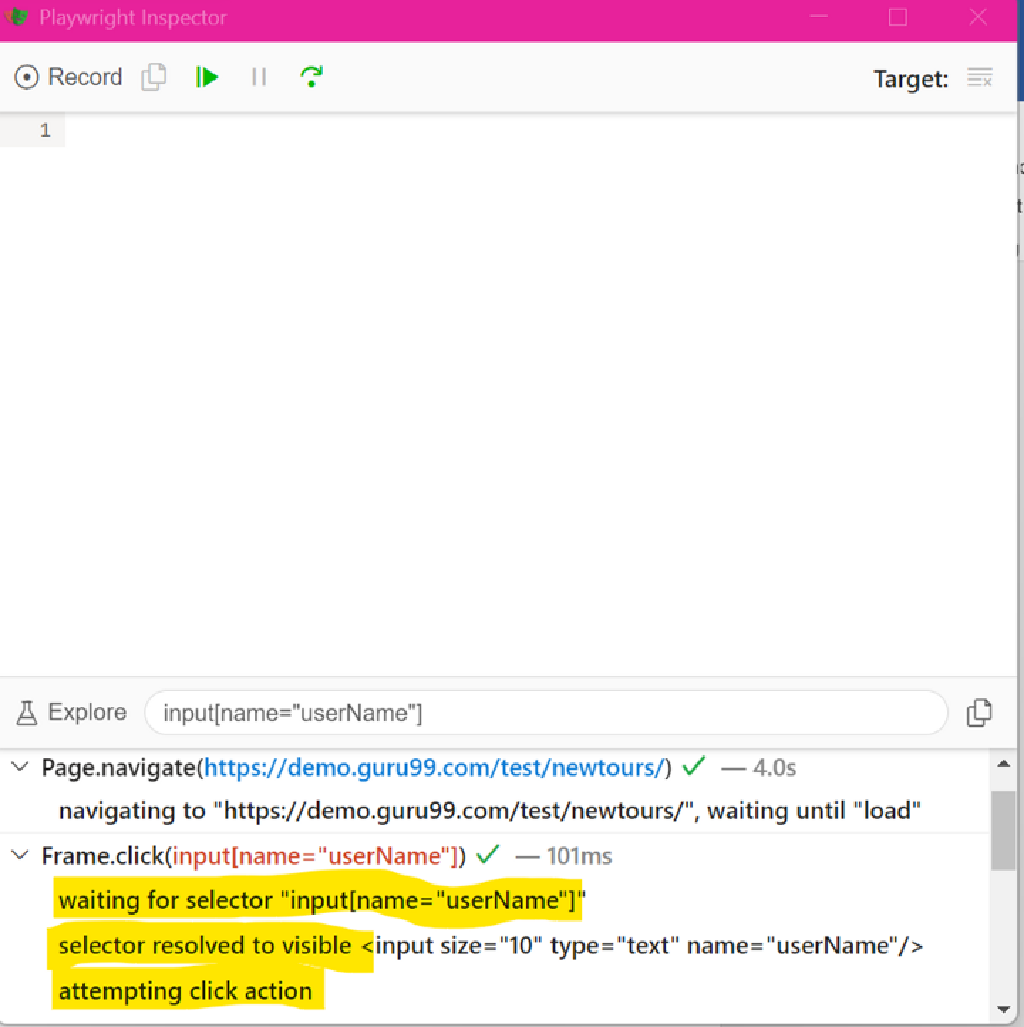 Playwright Inspector
Record
Target:
1
Explore
input[name="userName"]
Page.navigate(https://demo.guru99.com/test/newtours/) ✓ — 4.0s
navigating to "https://demo.guru99.com/test/newtours/", waiting until "load"
Frame.click(input[name="userName"]) ✓ — 101ms
waiting for selector "input[name="userName"]"
selector resolved to visible <input size="10" type="text" name="userName"/>
attempting click action